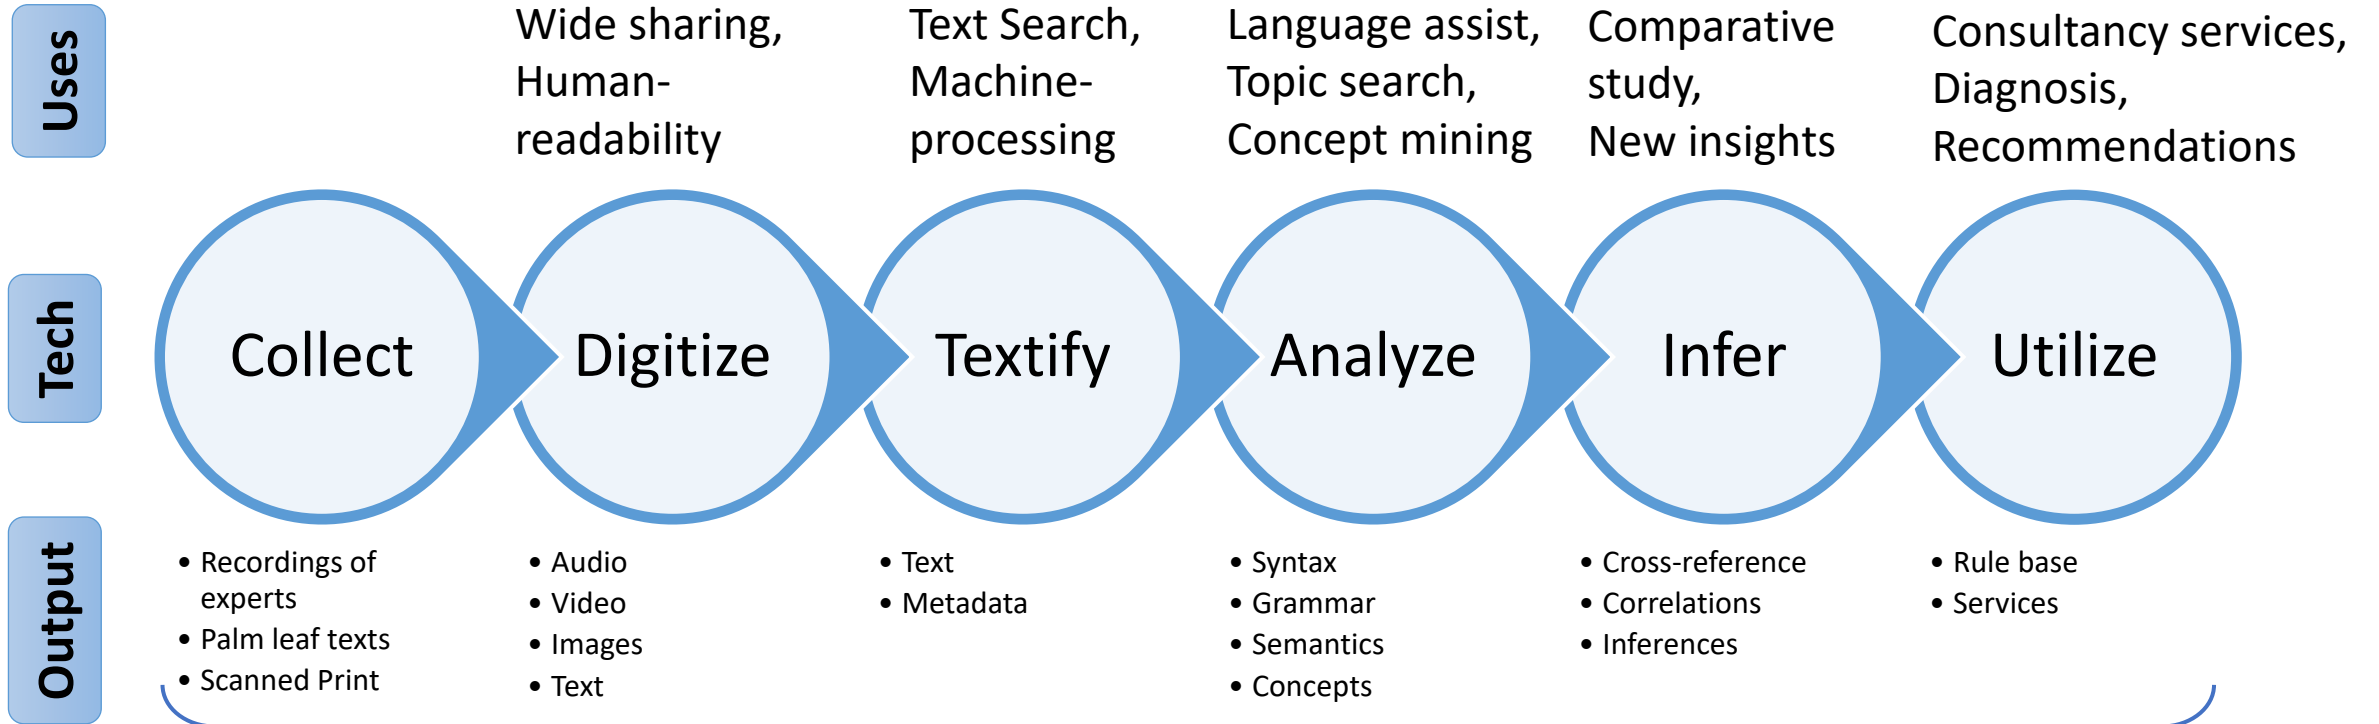 Uses
Wide sharing,
Human-
readability
Text Search,
Machine-
processing
Language assist,
Topic search,
Concept mining
Comparative
study,
New insights
Consultancy services,
Diagnosis,
Recommendations
Tech
Collect
Digitize
Textify
Analyze
Infer
Utilize
Output
• Recordings of
experts
• Palm leaf texts
• Scanned Print
• Audio
• Video
• Images
• Text
• Text
• Metadata
• Syntax
• Grammar
• Semantics
• Concepts
• Cross-reference
• Correlations
• Inferences
• Rule base
• Services